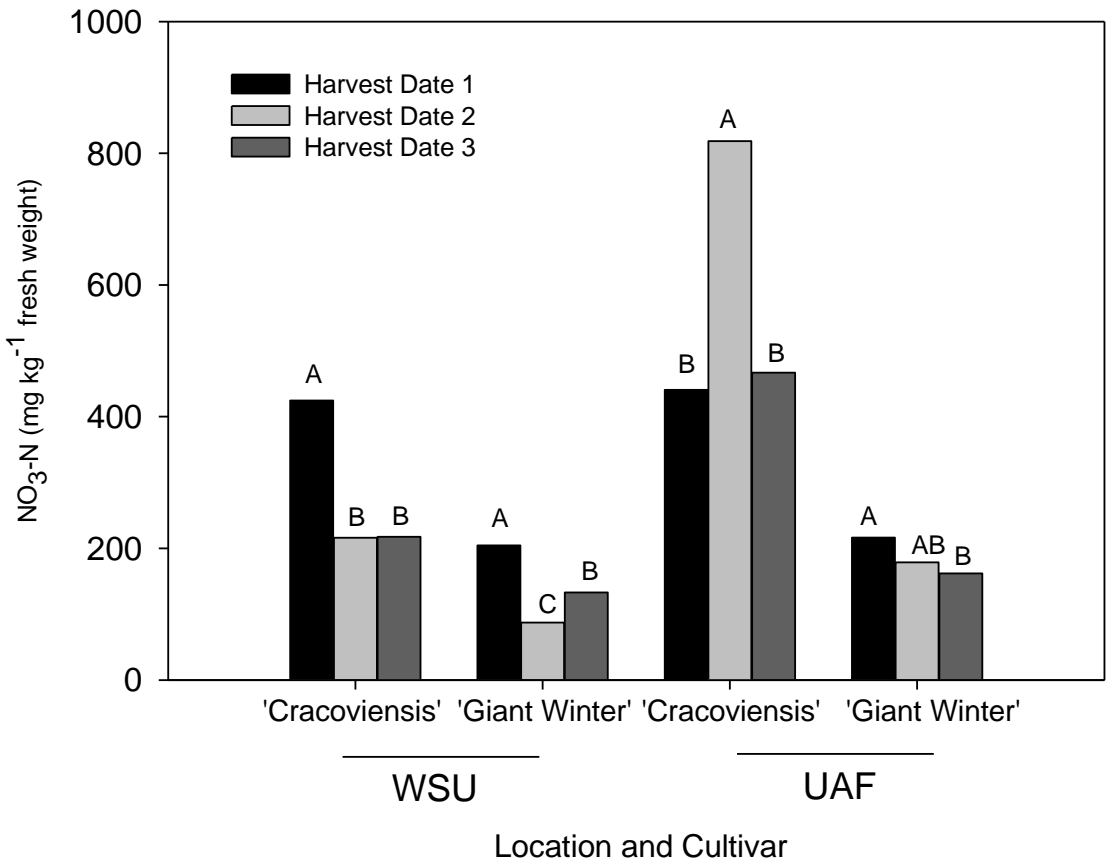 1000
800
600
400
200
0
NO3-N (mg kg-1 fresh weight)
Harvest Date 1
Harvest Date 2
Harvest Date 3
A
B
B
A
C
B
B
A
B
A
AB
B
'Cracoviensis' 'Giant Winter' 'Cracoviensis' 'Giant Winter'
WSU UAF
Location and Cultivar